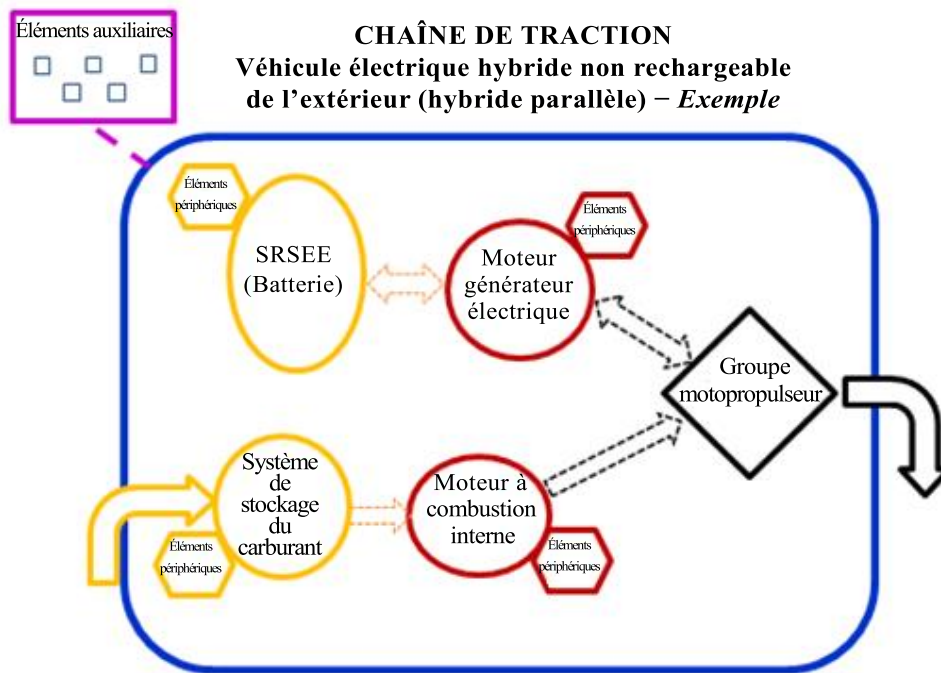 Éléments auxiliaires
CHAÎNE DE TRACTION
Véhicule électrique hybride non rechargeable
de l’extérieur (hybride parallèle) – Exemple
Éléments
périphériques
SRSEE
(Batterie)
Moteur
générateur
électrique
Éléments
périphériques
Groupe
motopropulseur
Système
de
stockage
du
carburant
Éléments
périphériques
Moteur à
combustion
interne
Éléments
périphériques